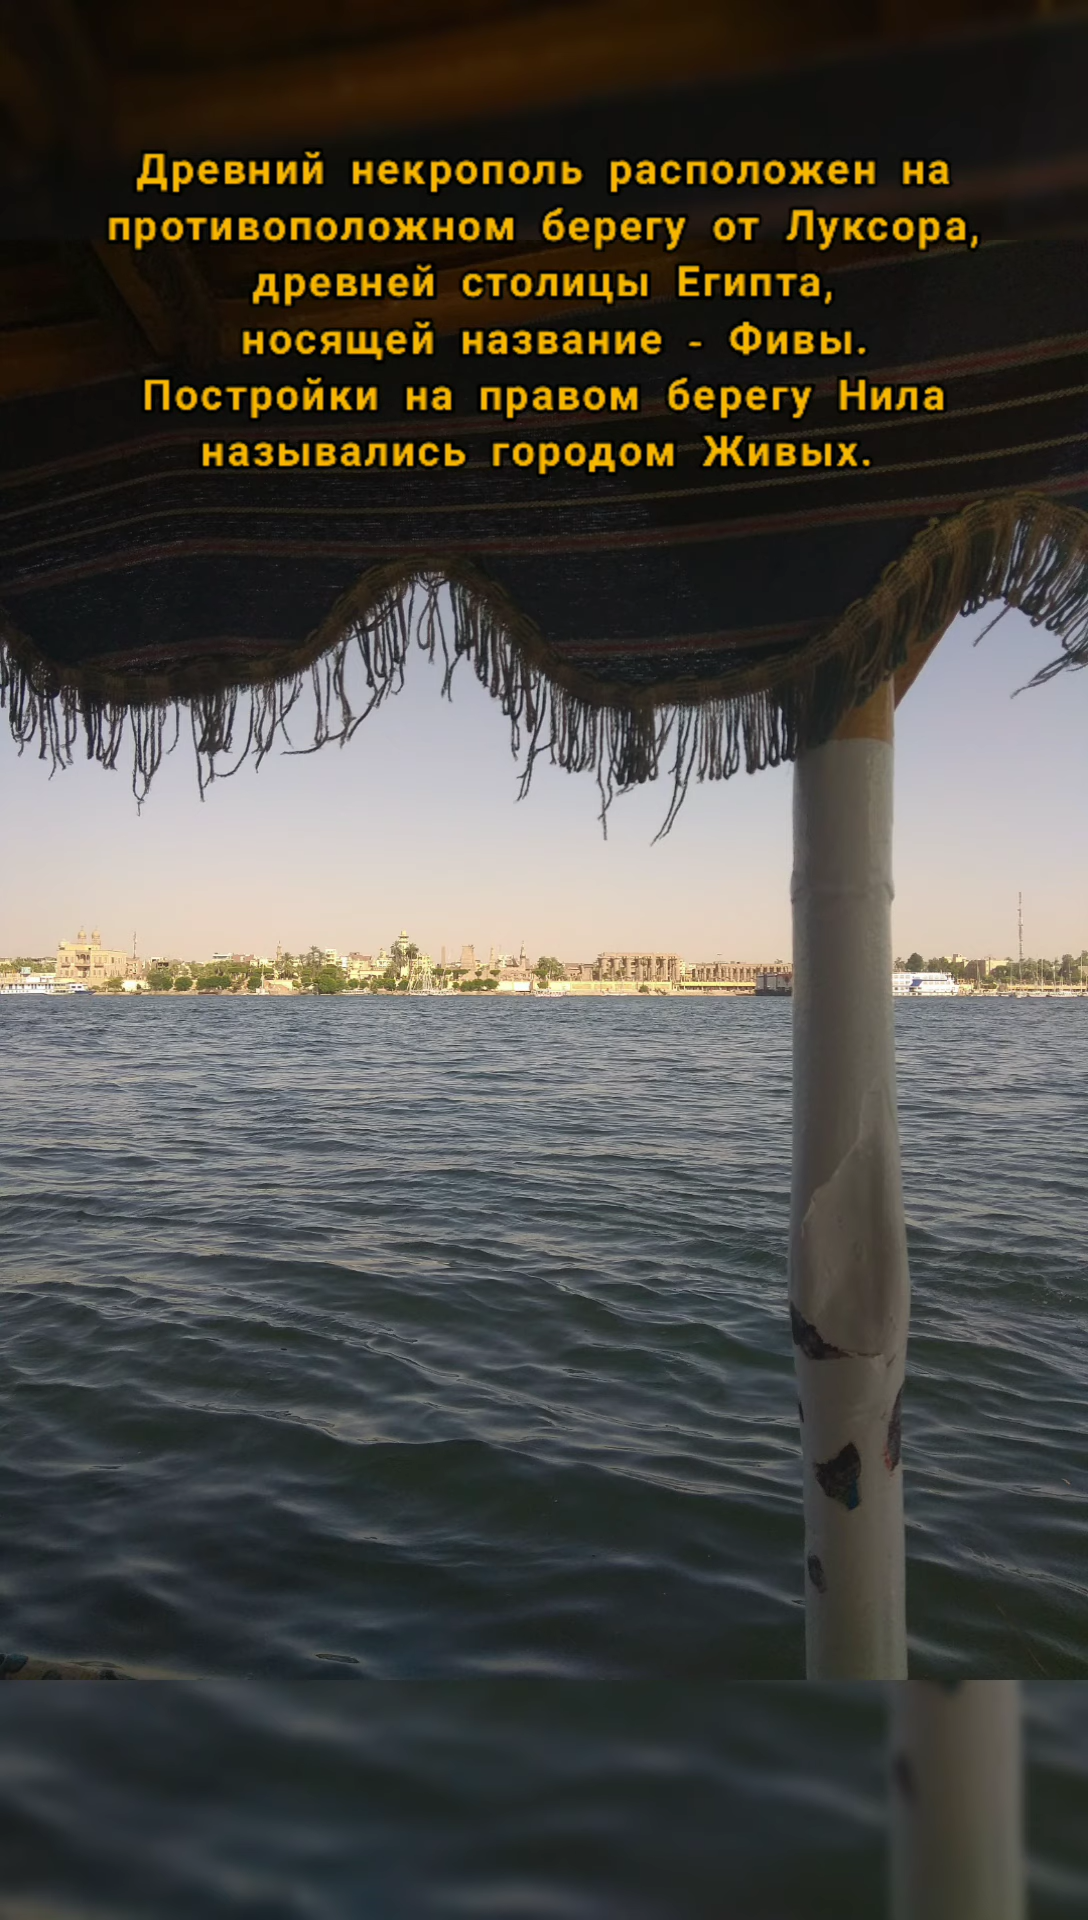 Древний некрополь расположен на
противоположном берегу от Луксора,
древней столицы Египта,
носящей название - Фивы.
Постройки на правом берегу Нила
назывались городом Живых.